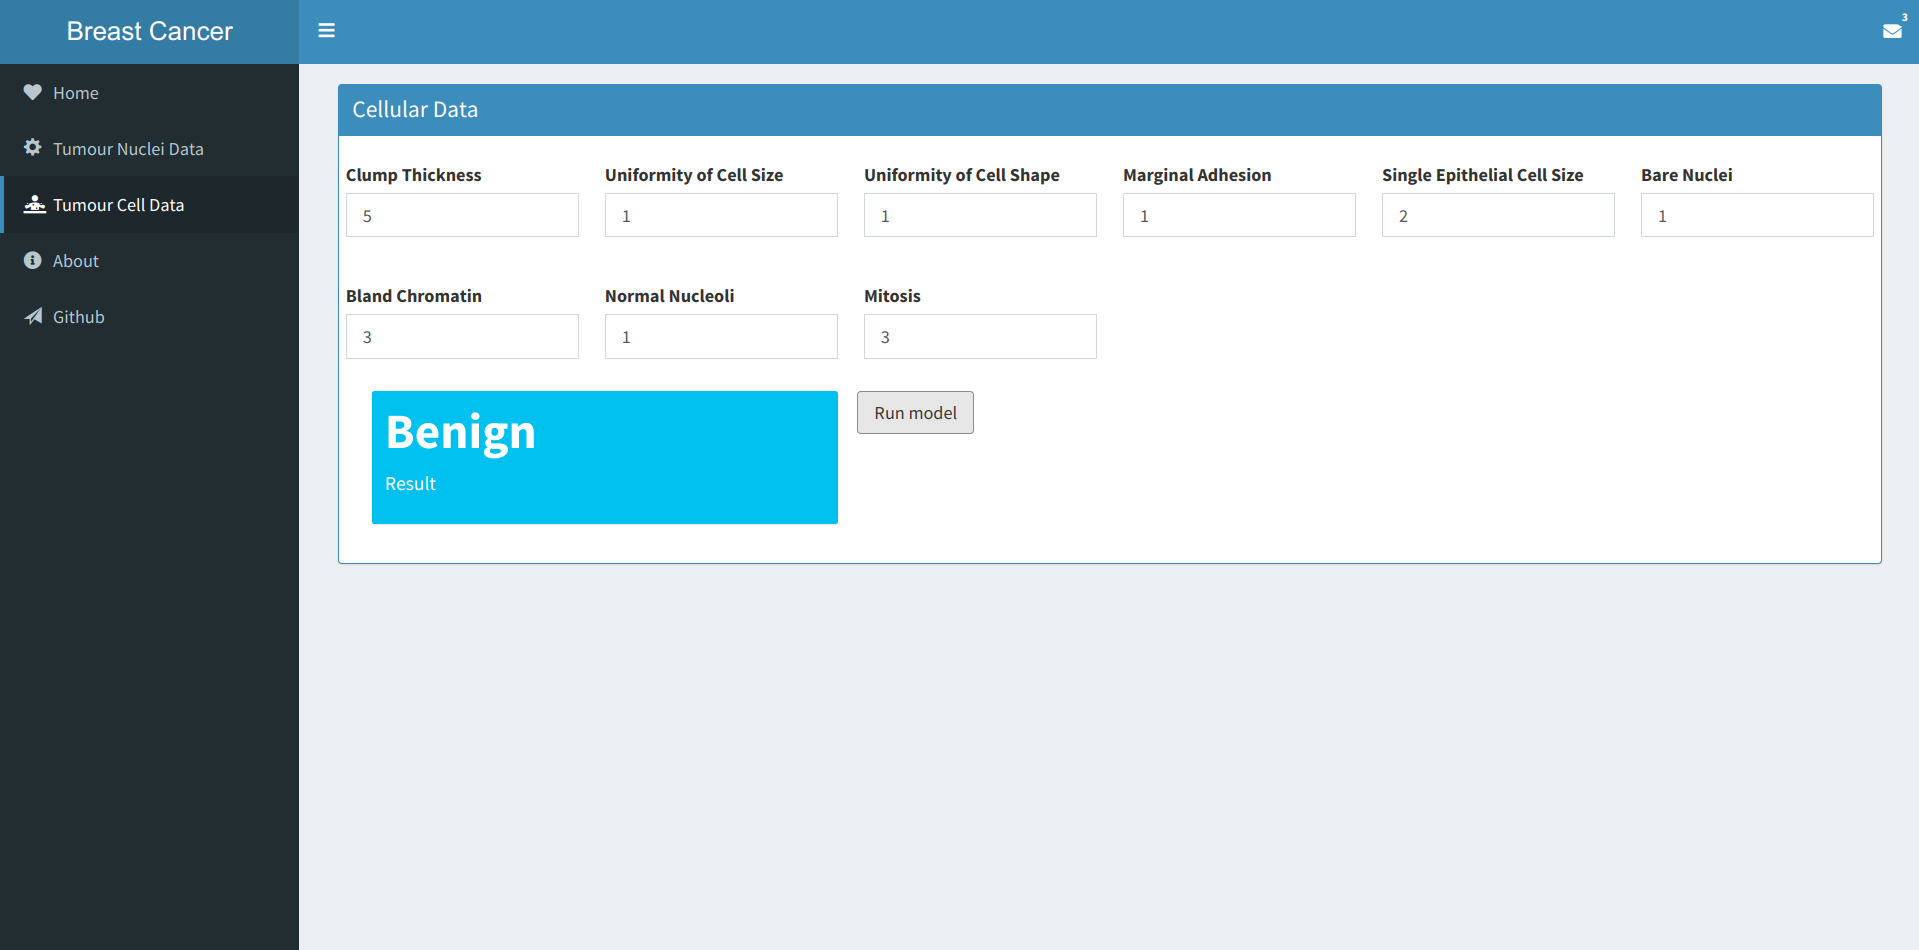 Breast Cancer
3
Home
Tumour Nuclei Data
Tumour Cell Data
About
Github
Cellular Data
Clump Thickness Uniformity of Cell Size Uniformity of Cell Shape Marginal Adhesion Single Epithelial Cell Size Bare Nuclei
5 1 1 1 2 1
Bland Chromatin Normal Nucleoli Mitosis
3 1 3
Benign
Run model
Result